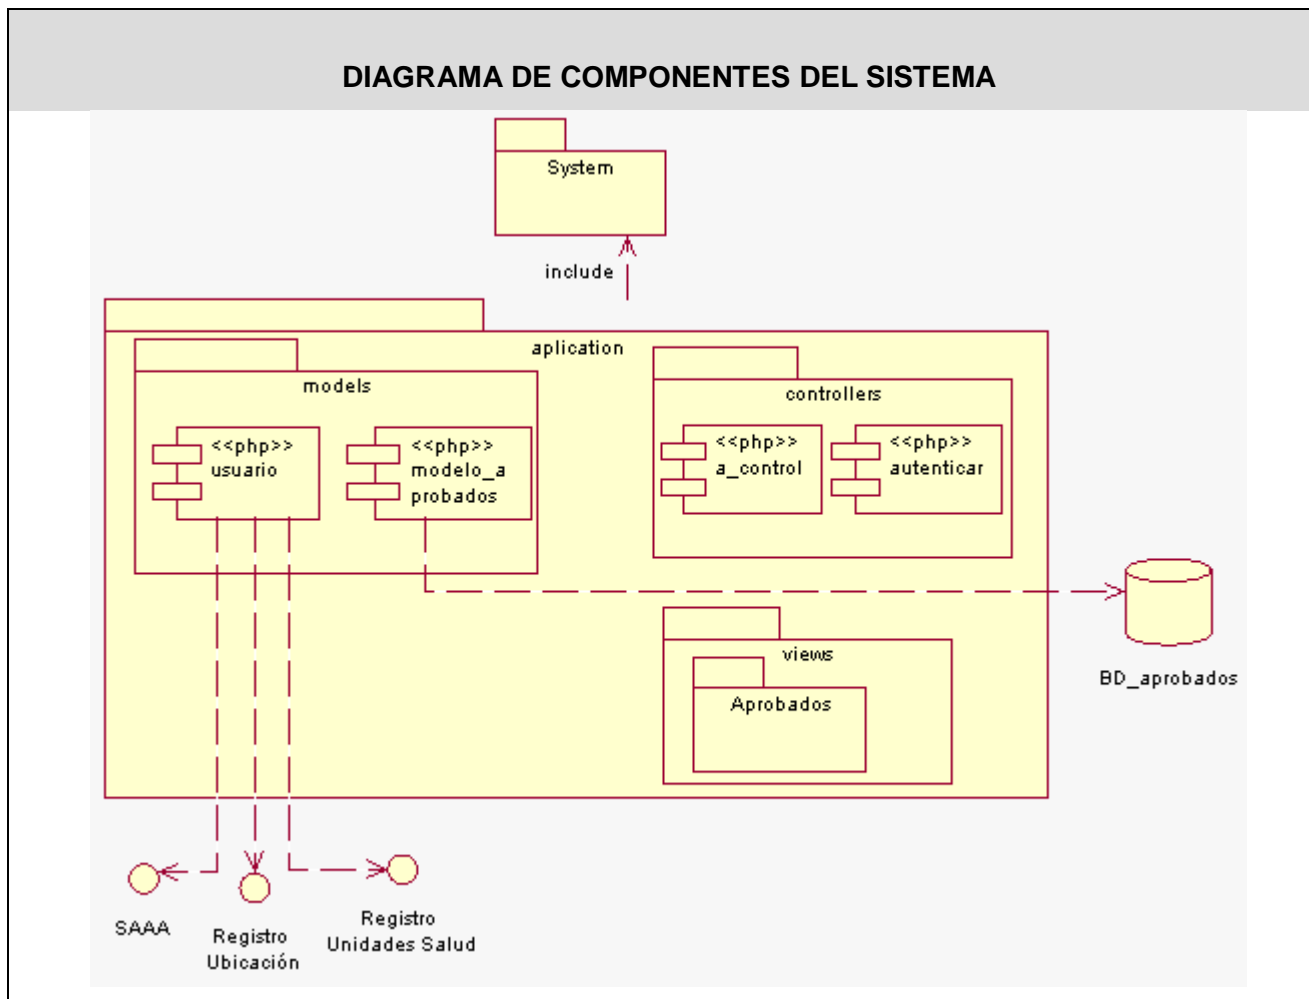 DIAGRAMA DE COMPONENTES DEL SISTEMA
System
include
aplication
models
<<php>>
usuario
<<php>>
modelo_a
probados
controllers
<<php>>
a_control
<<php>>
autenticar
views
Aprobados
BD_aprobados
SAAA
Registro
Ubicación
Registro
Unidades Salud